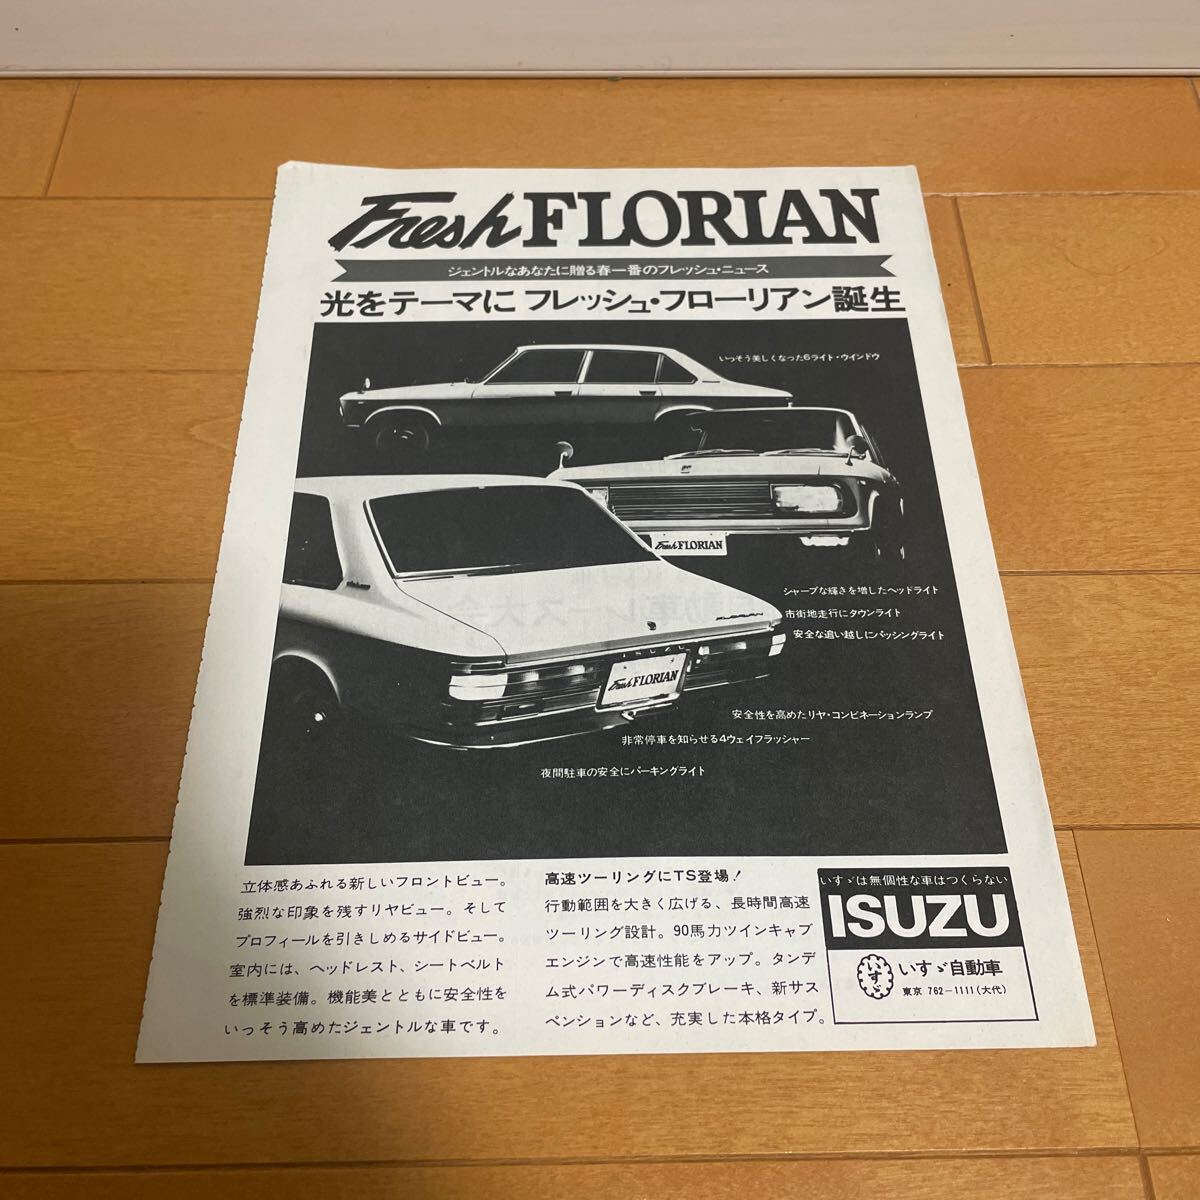 Fresh FLORIAN
ジェントルなあなたに贈る春一番のフレッシュ・ニュース
光をテーマに フレッシュ・フローリアン誕生
いっそう美しくなった6ライト・ウインドウ
Fresh FLORIAN
シャープな輝きを増したヘッドライト
市街地走行にタウンライト
安全な追い越しにパッシングライト
FLORIAN
ISUZU
Fresh FLORIAN
安全性を高めたリヤ・コンビネーションランプ
非常停車を知らせる4ウェイフラッシャー
夜間駐車の安全にパーキングライト
立体感あふれる新しいフロントビュー。
強烈な印象を残すリヤビュー。そして
プロフィールを引きしめるサイドビュー。
室内には、ヘッドレスト、シートベルト
を標準装備。機能美とともに安全性を
いっそう高めたジェントルな車です。
高速ツーリングにTS登場!
行動範囲を大きく広げる、長時間高速
ツーリング設計。90馬力ツインキャブ
エンジンで高速性能をアップ。タンデ
ム式パワーディスクブレーキ、新サス
ペンションなど、充実した本格タイプ。
いすゞは無個性な車はつくらない
ISUZU
いすゞ
いすゞ自動車
東京 762-1111(大代)